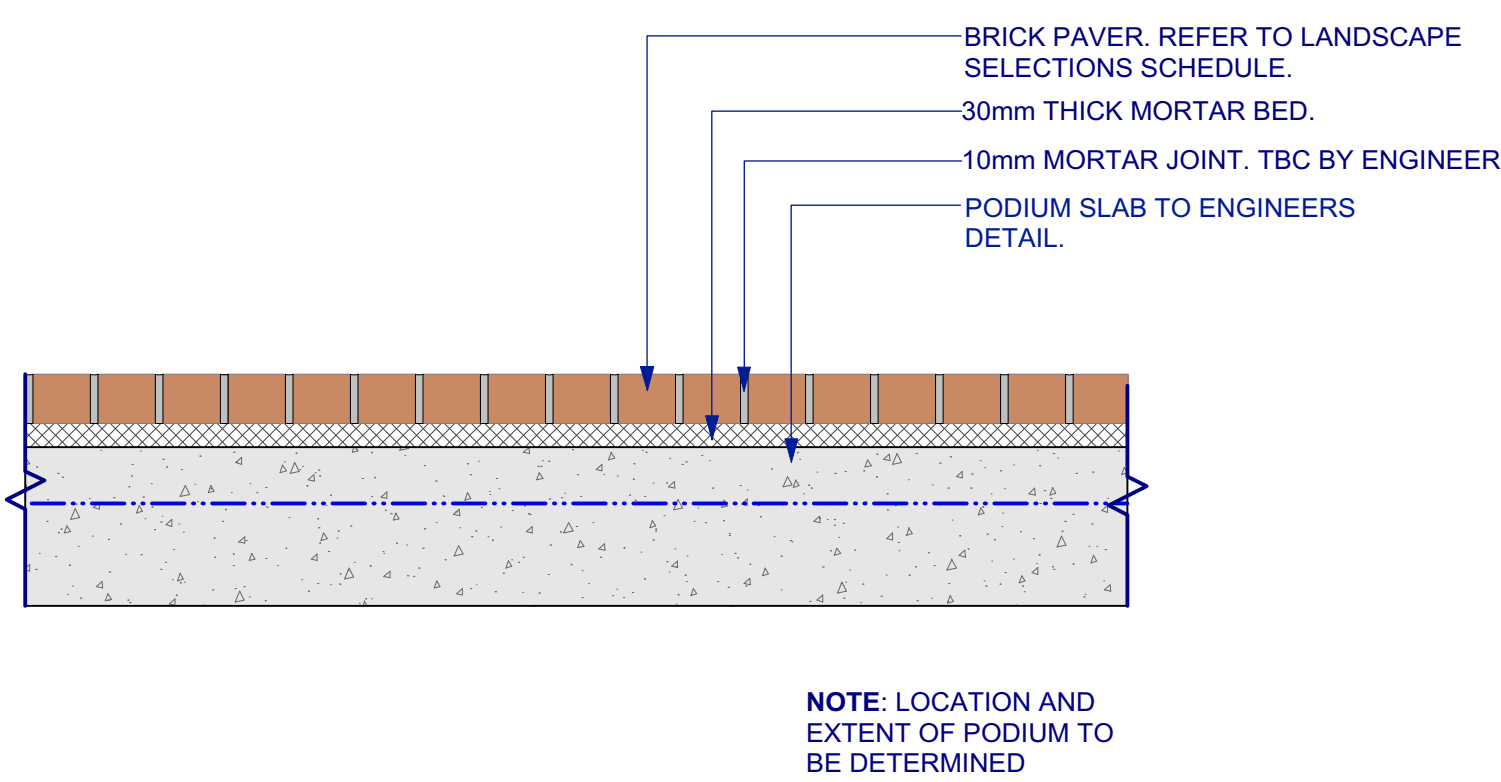 BRICK PAVER. REFER TO LANDSCAPE
SELECTIONS SCHEDULE.
30mm THICK MORTAR BED.
10mm MORTAR JOINT. TBC BY ENGINEER
PODIUM SLAB TO ENGINEERS
DETAIL.
NOTE: LOCATION AND
EXTENT OF PODIUM TO
BE DETERMINED